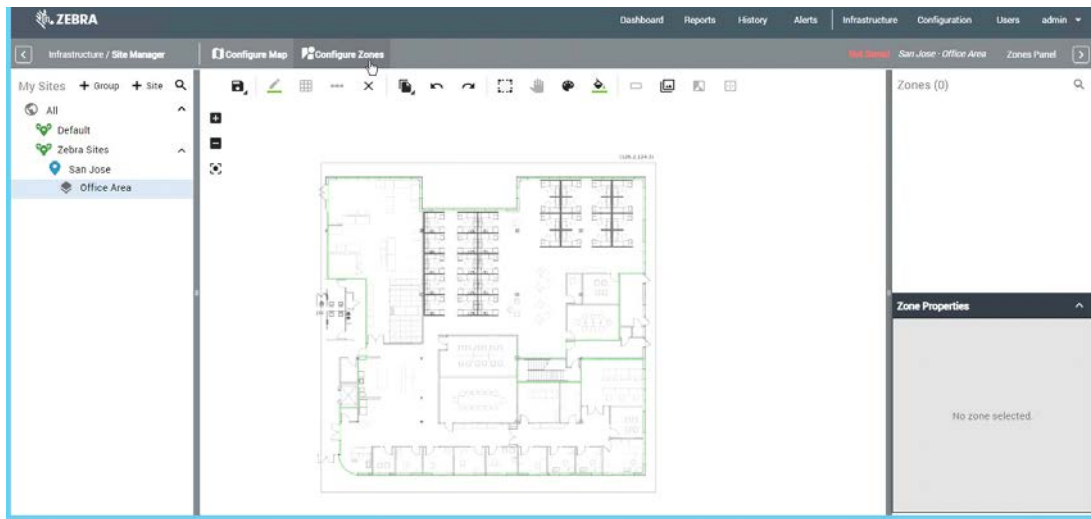 ZEBRA
Dashboard Reports History Alerts Infrastructure Configuration Users admin
Infrastructure / Site Manager Configure Map Configure Zones Not Saved San Jose - Office Area Zones Panel
My Sites + Group + Site
Zones (0)
All
Default
Zebra Sites
San Jose
Office Area
Zone Properties
No zone selected.